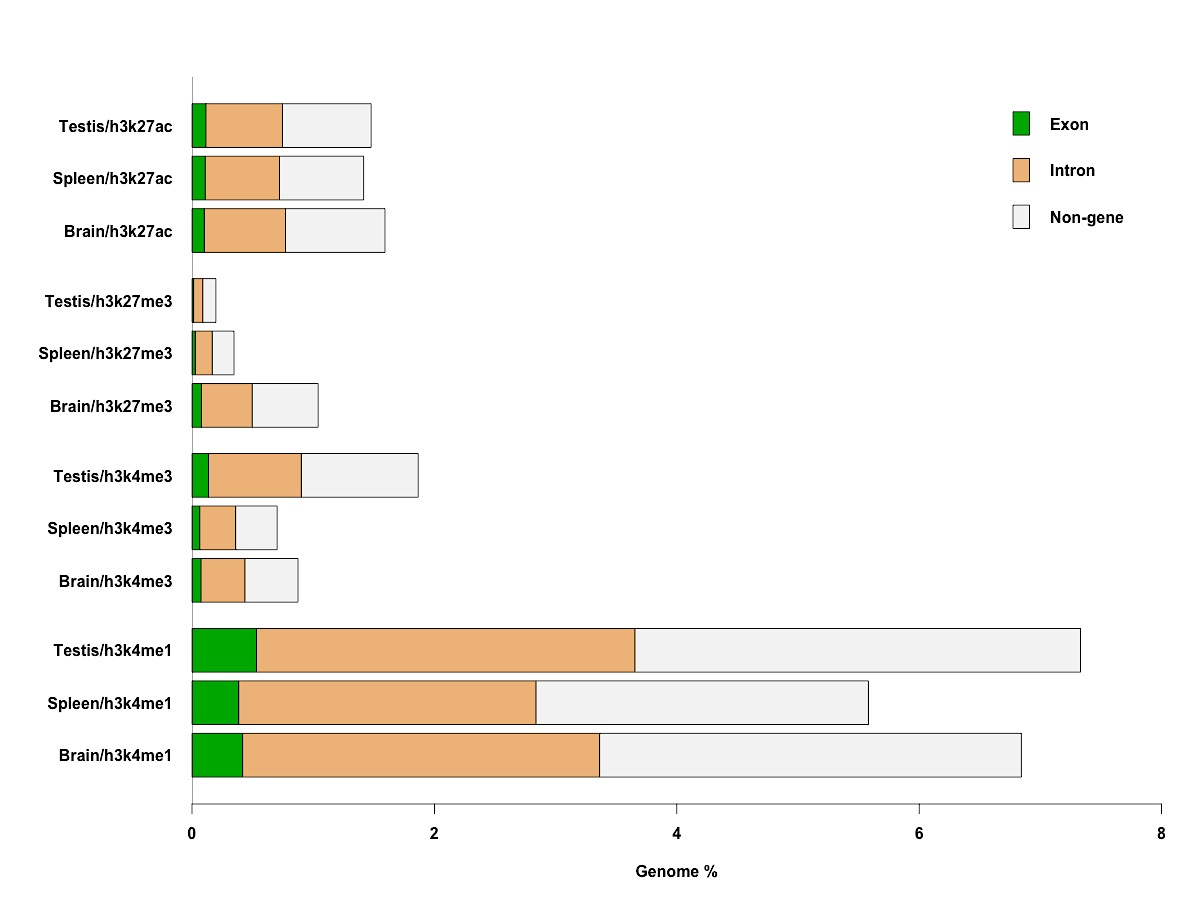 Testis/h3k27ac
Spleen/h3k27ac
Brain/h3k27ac
Testis/h3k27me3
Spleen/h3k27me3
Brain/h3k27me3
Testis/h3k4me3
Spleen/h3k4me3
Brain/h3k4me3
Testis/h3k4me1
Spleen/h3k4me1
Brain/h3k4me1
Exon
Intron
Non-gene
0 2 4 6 8
Genome %